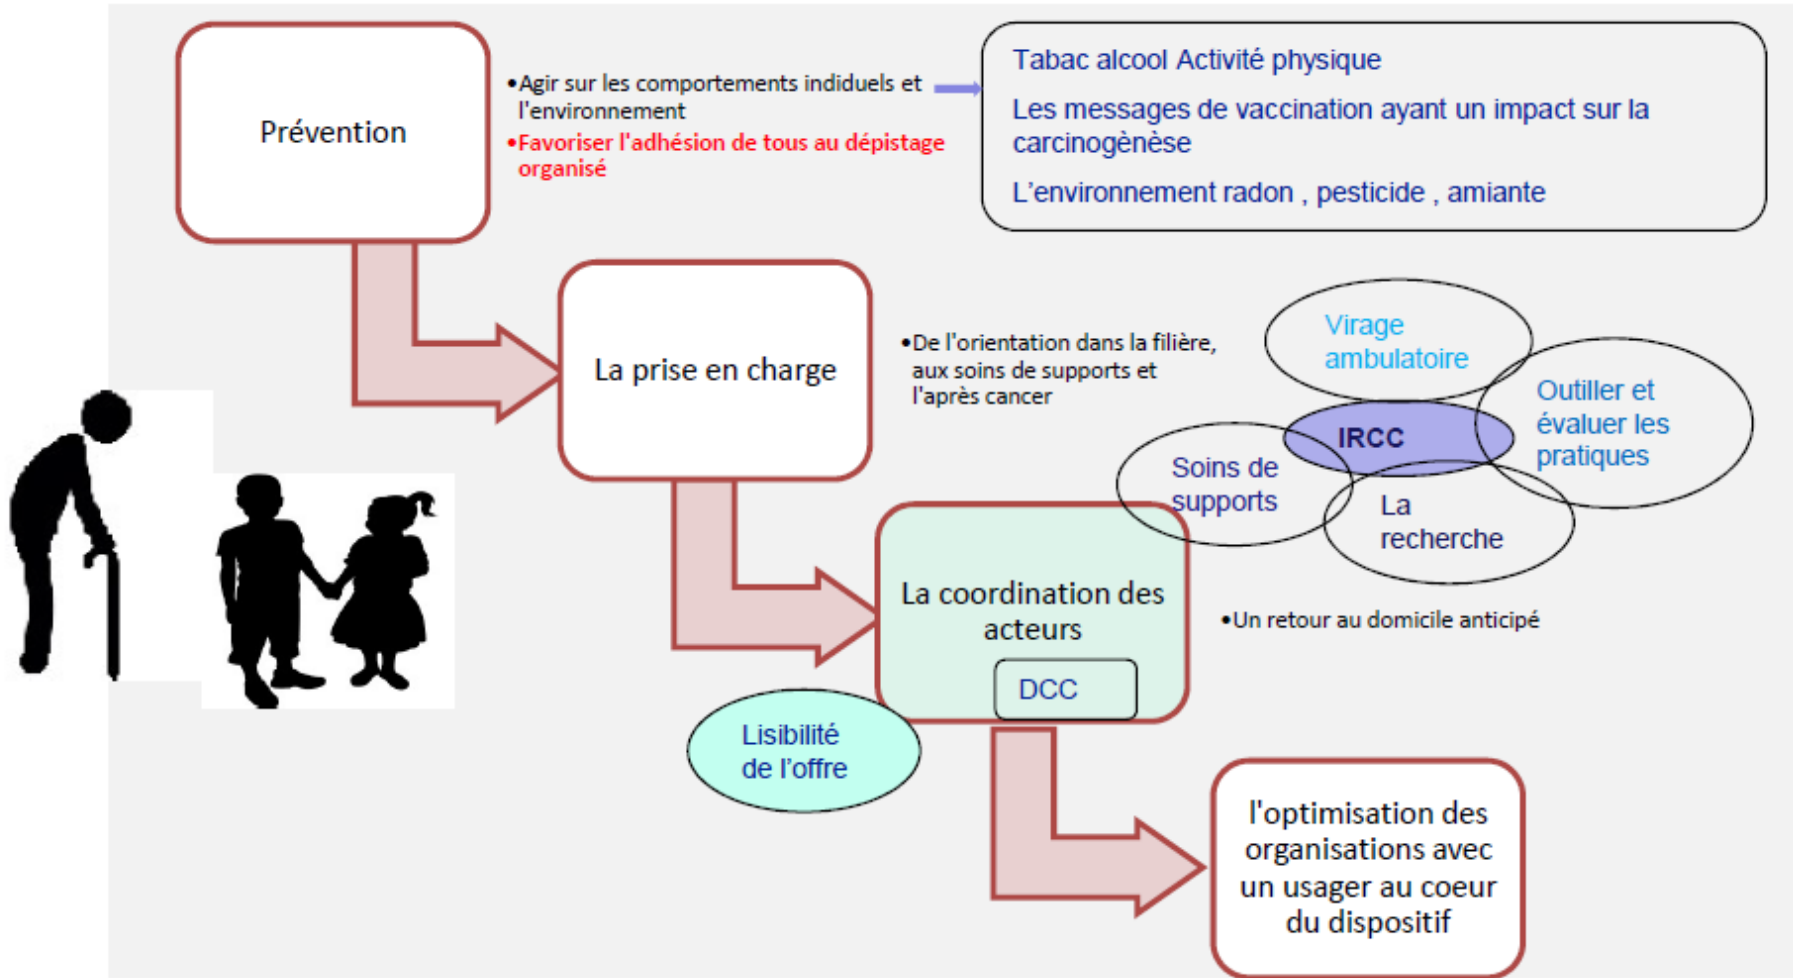 Prévention
•Agir sur les comportements indiduels et
l'environnement
•Favoriser l'adhésion de tous au dépistage
organisé
Tabac alcool Activité physique
Les messages de vaccination ayant un impact sur la
carcinogènèse
L'environnement radon , pesticide , amiante
La prise en charge
•De l'orientation dans la filière,
aux soins de supports et
l'après cancer
Virage
ambulatoire
Outiller et
évaluer les
pratiques
IRCC
Soins de
supports
La
recherche
La coordination des
acteurs
DCC
•Un retour au domicile anticipé
Lisibilité
de l'offre
l'optimisation des
organisations avec
un usager au coeur
du dispositif